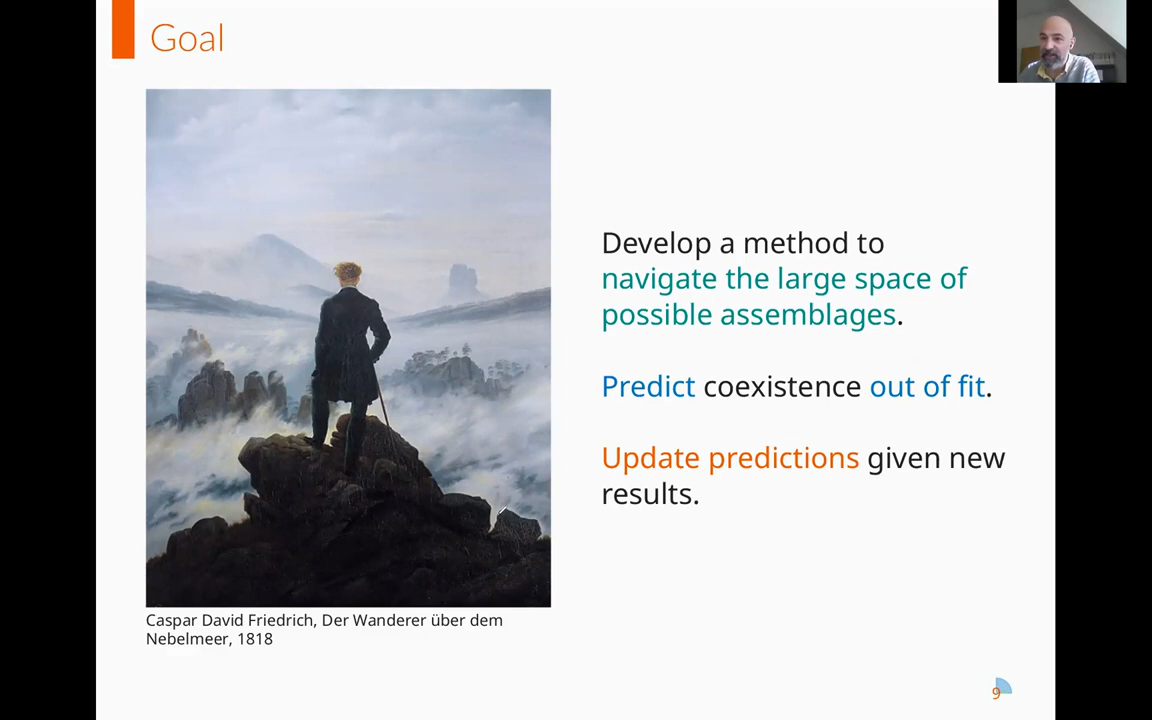 Goal
Develop a method to
navigate the large space of
possible assemblages.
Predict coexistence out of fit.
Update predictions given new
results.
Caspar David Friedrich, Der Wanderer über dem
Nebelmeer, 1818
9